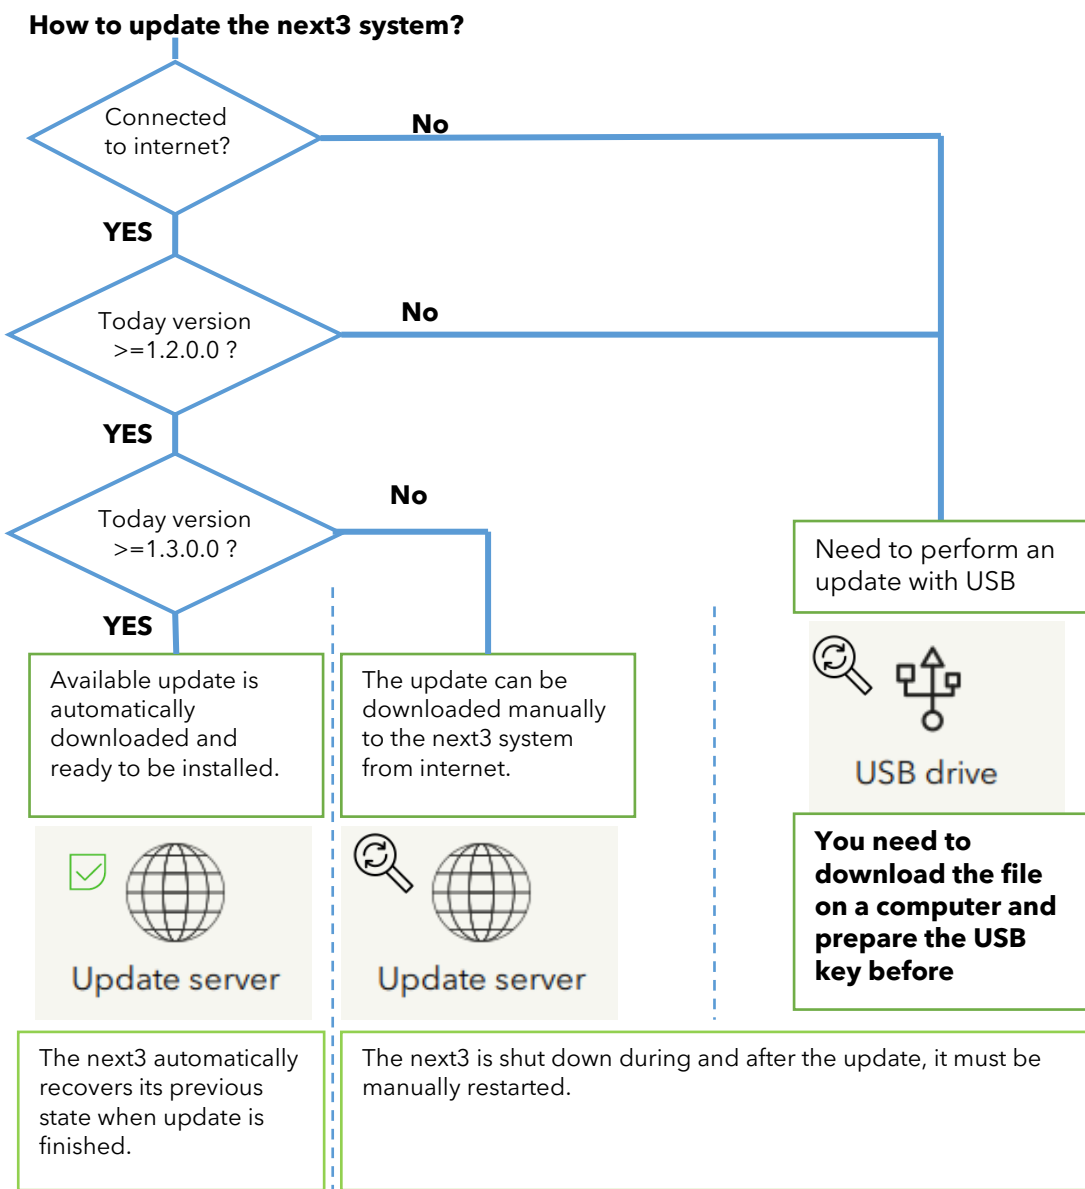 How to update the next3 system?
Connected
to internet?
No
YES
Today version
>=1.2.0.0 ?
No
YES
Today version
>=1.3.0.0 ?
No
YES
Available update is
automatically
downloaded and
ready to be installed.
The update can be
downloaded manually
to the next3 system
from internet.
Need to perform an
update with USB
USB drive
You need to
download the file
on a computer and
prepare the USB
key before
Update server
Update server
The next3 automatically
recovers its previous
state when update is
finished.
The next3 is shut down during and after the update, it must be
manually restarted.